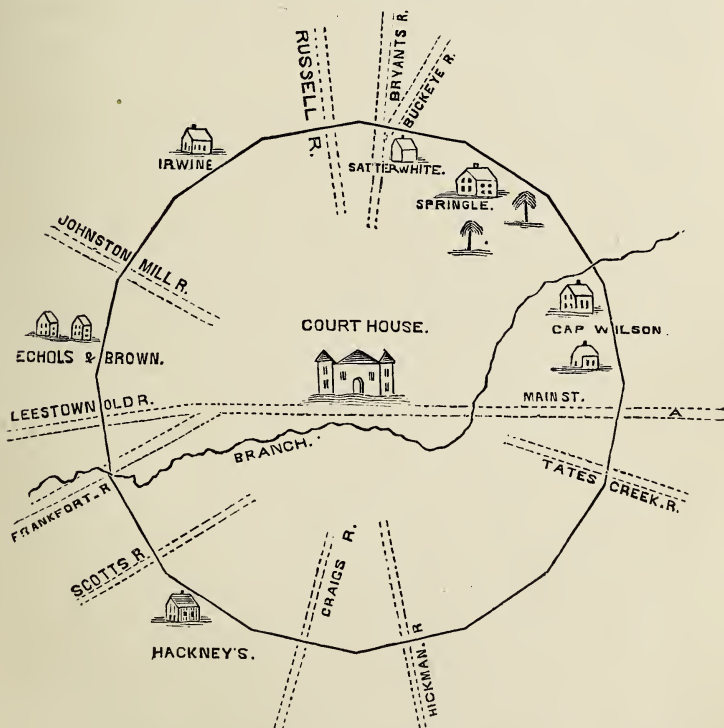 RUSSELL R.
BRYANTS R.
BUCKEYE R.
IRWINE
SATTERWHITE.
SPRINGLE.
JOHNSTON MILL R.
COURT HOUSE.
CAP WILSON.
ECHOLS & BROWN.
MAIN ST.
A
LEESTOWN OLD R.
BRANCH.
TATES CREEK. R.
FRANKFORT. R
SCOTTS R.
CRAIGS R.
HICKMAN. R
HACKNEY'S.